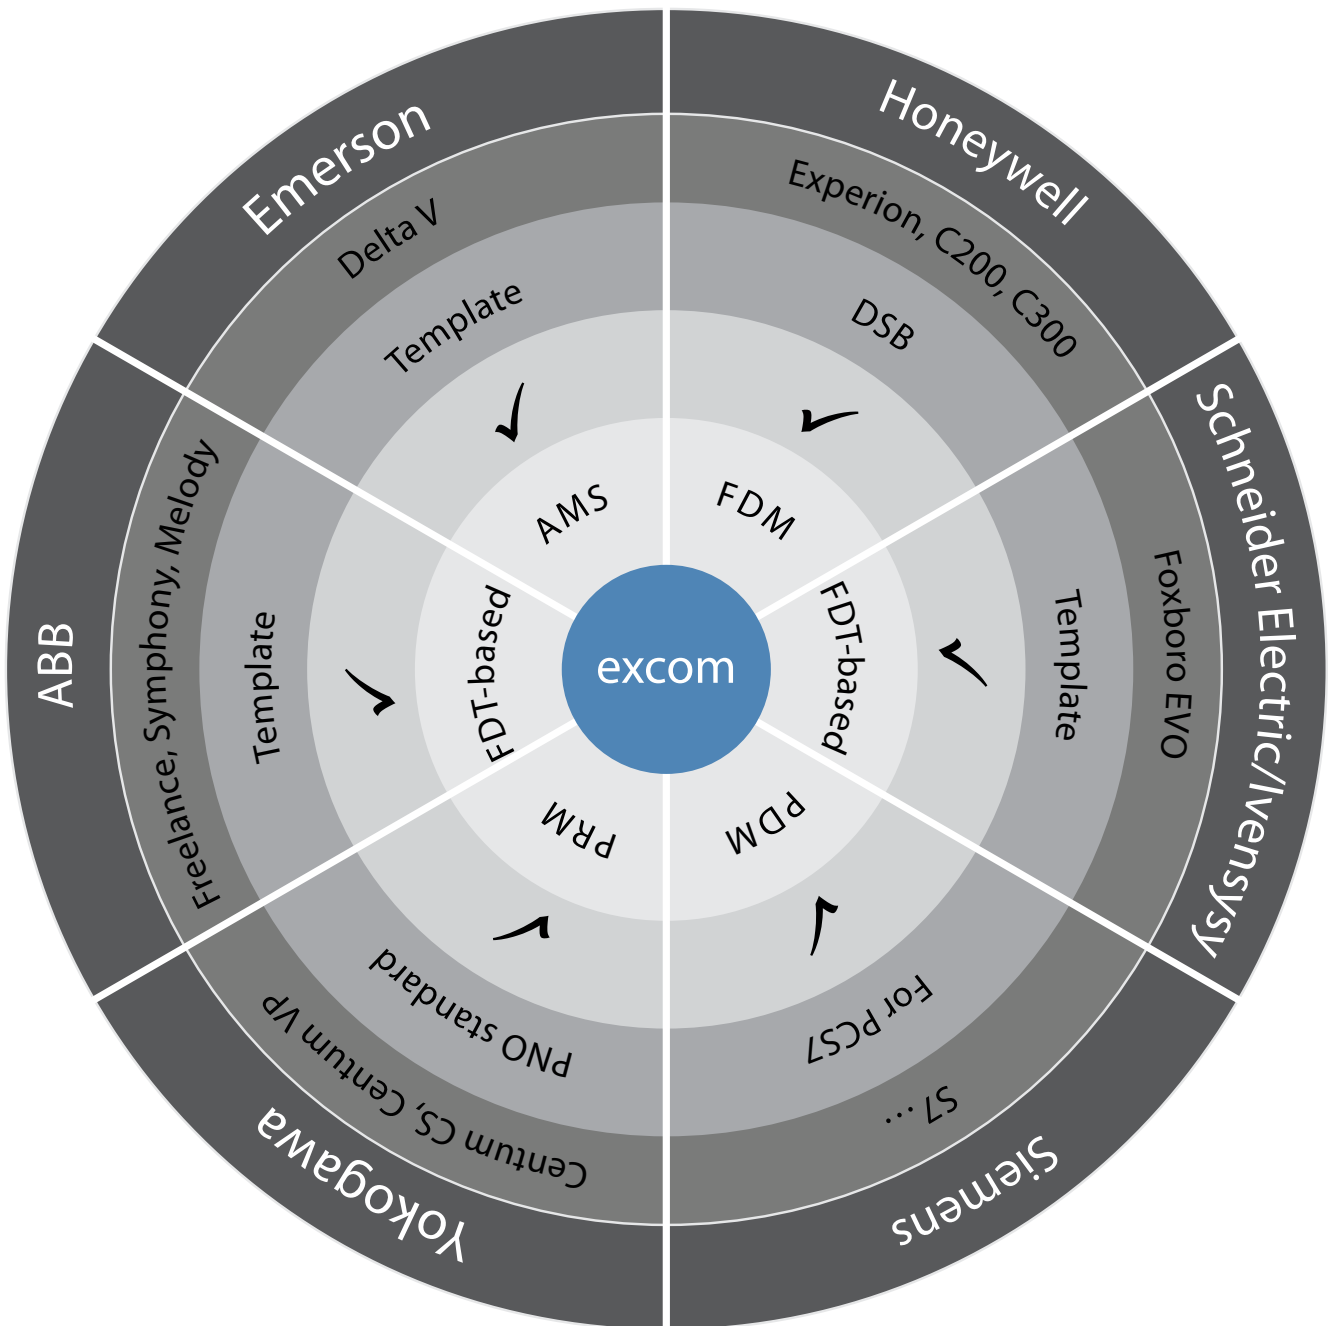 Honeywell
Experion, C200, C300
DSB
✓
FDM
Schneider Electric/Ivensysy
Foxboro EVO
Template
✓
FDT-based
Siemens
S7 ...
For PCS7
✓
PDM
Yokogawa
Centum CS, Centum VP
PNO standard
✓
PRM
ABB
Freelance, Symphony, Melody
Template
✓
FDT-based
Emerson
Delta V
Template
✓
AMS
excom